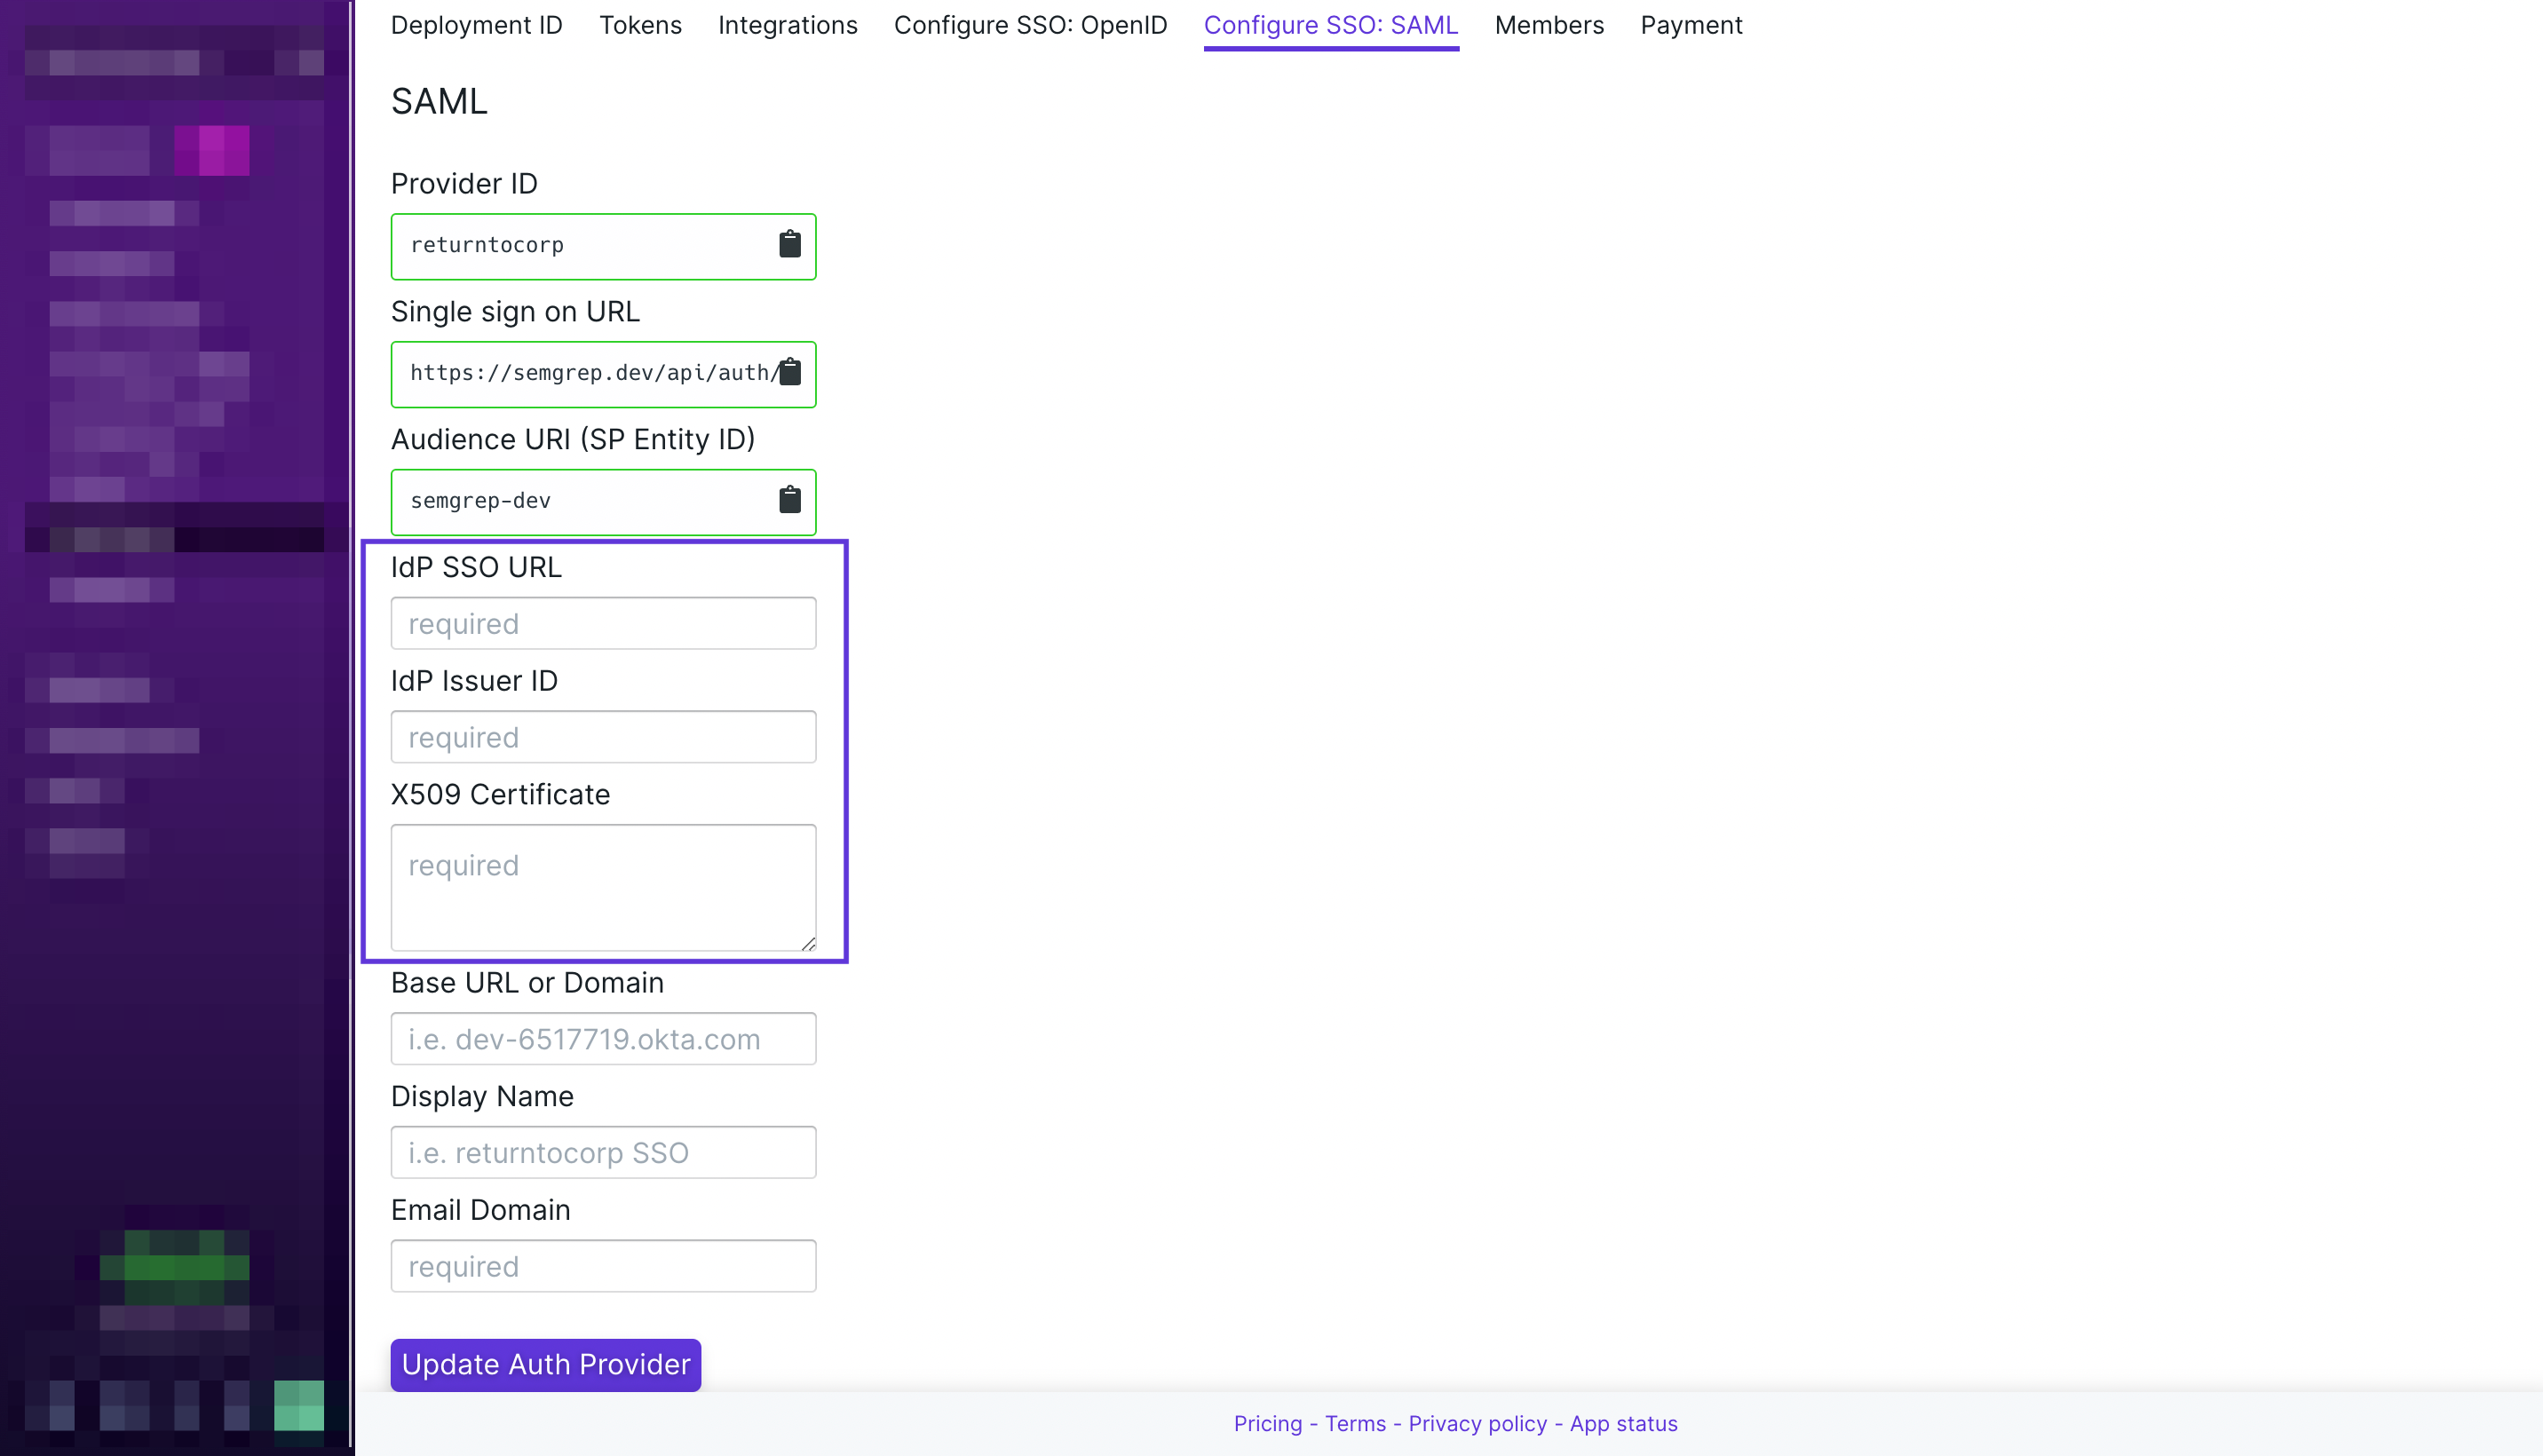 Deployment ID Tokens Integrations Configure SSO: OpenID Configure SSO: SAML Members Payment
SAML
Provider ID
returntocorp
Single sign on URL
https://semgrep.dev/api/auth/
Audience URI (SP Entity ID)
semgrep-dev
IdP SSO URL
required
IdP Issuer ID
required
X509 Certificate
required
Base URL or Domain
i.e. dev-6517719.okta.com
Display Name
i.e. returntocorp SSO
Email Domain
required
Update Auth Provider
Pricing - Terms - Privacy policy - App status